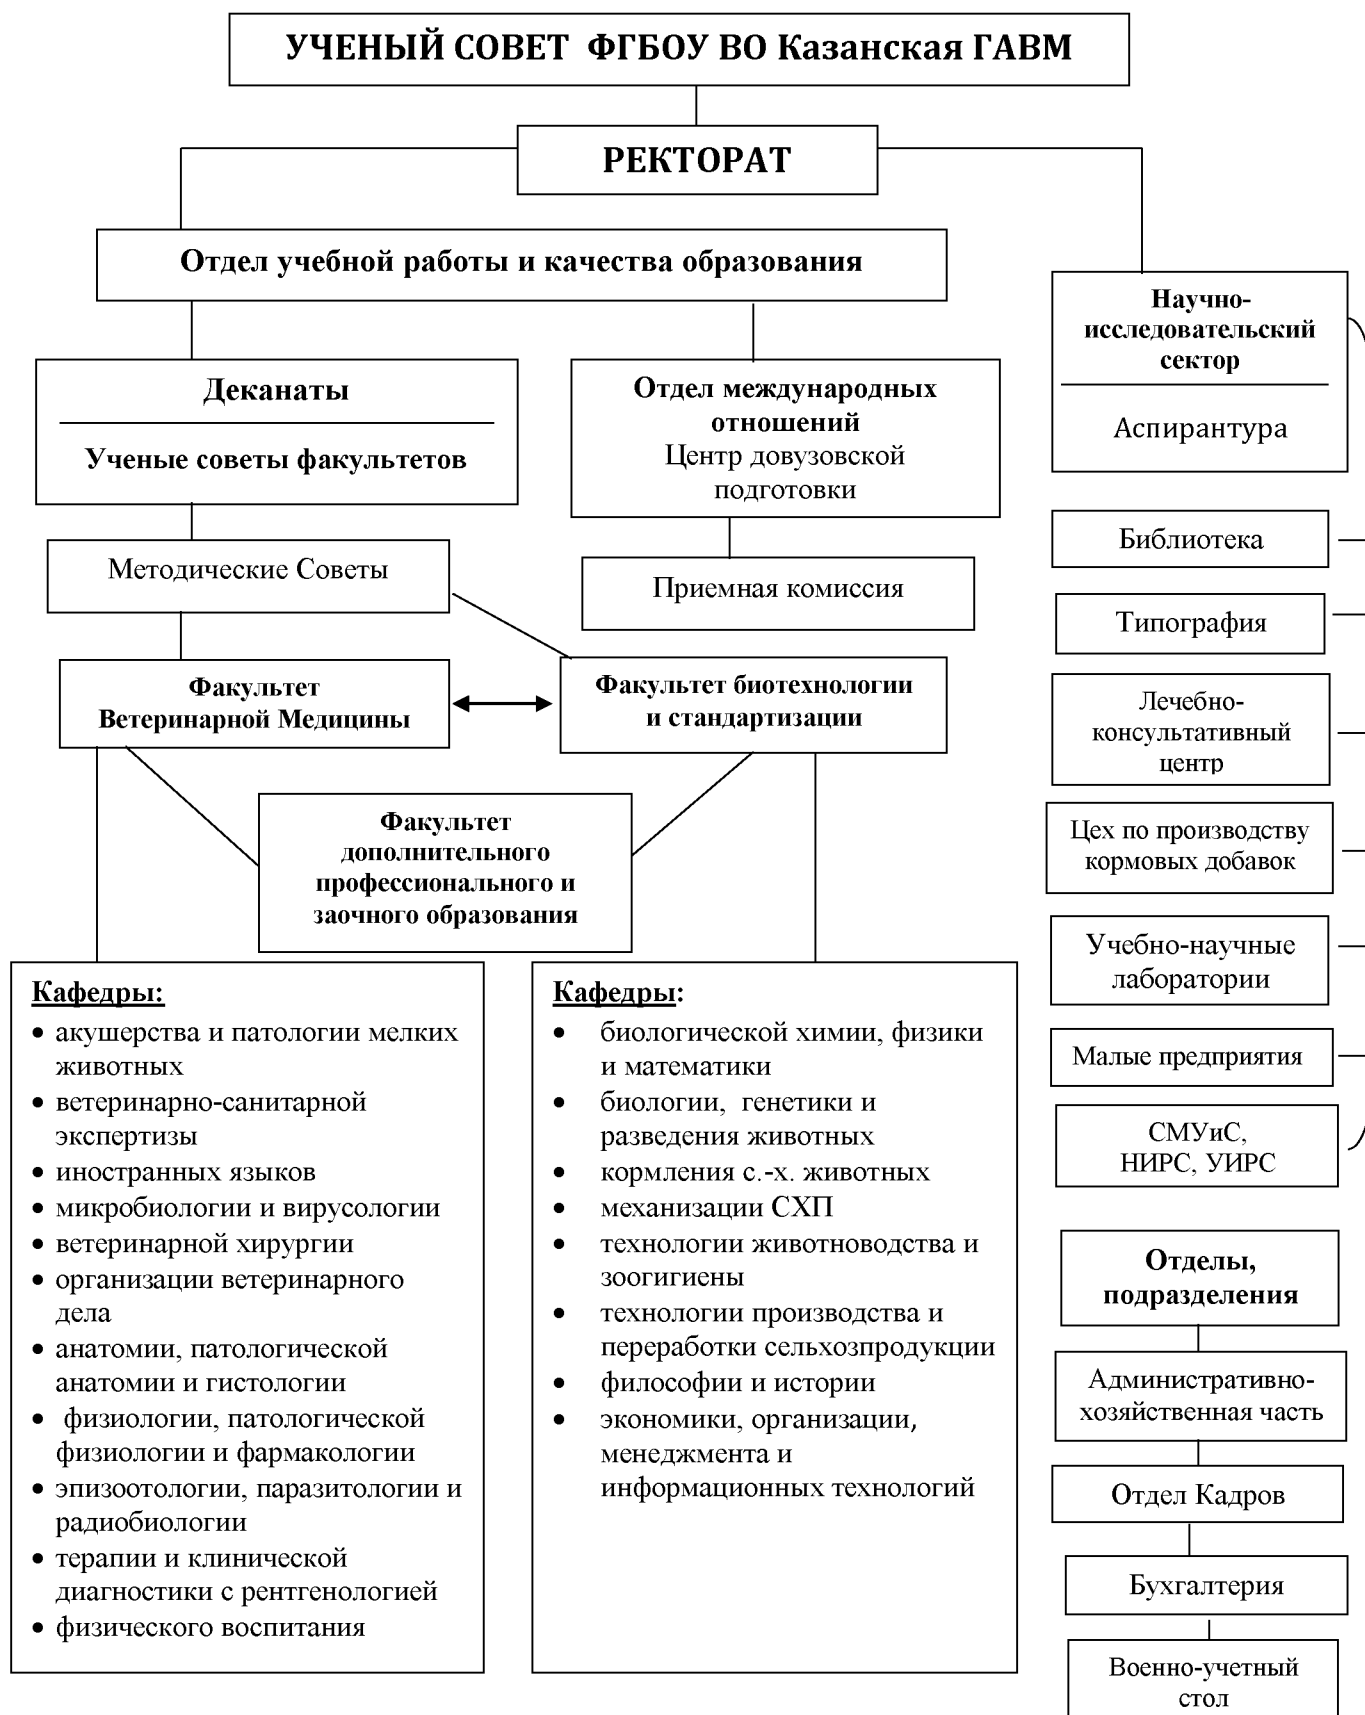 УЧЕНЫЙ СОВЕТ ФГБОУ ВО Казанская ГАВМ
РЕКТОРАТ
Отдел учебной работы и качества образования
Деканаты
Ученые советы факультетов
Отдел международных
отношений
Центр довузовской
подготовки
Методические Советы
Приемная комиссия
Факультет
Ветеринарной Медицины
Факультет биотехнологии
и стандартизации
Факультет
дополнительного
профессионального и
заочного образования
Кафедры:
• акушерства и патологии мелких
животных
• ветеринарно-санитарной
экспертизы
• иностранных языков
• микробиологии и вирусологии
• ветеринарной хирургии
• организации ветеринарного
дела
• анатомии, патологической
анатомии и гистологии
• физиологии, патологической
физиологии и фармакологии
• эпизоотологии, паразитологии и
радиобиологии
• терапии и клинической
диагностики с рентгенологией
• физического воспитания
Кафедры:
• биологической химии, физики
и математики
• биологии, генетики и
разведения животных
• кормления с.-х. животных
• механизации СХП
• технологии животноводства и
зоогигиены
• технологии производства и
переработки сельхозпродукции
• философии и истории
• экономики, организации,
менеджмента и
информационных технологий
Научно-
исследовательский
сектор
Аспирантура
Библиотека
Типография
Лечебно-
консультативный
центр
Цех по производству
кормовых добавок
Учебно-научные
лаборатории
Малые предприятия
СМУиС,
НИРС, УИРС
Отделы,
подразделения
Административно-
хозяйственная часть
Отдел Кадров
Бухгалтерия
Военно-учетный
стол